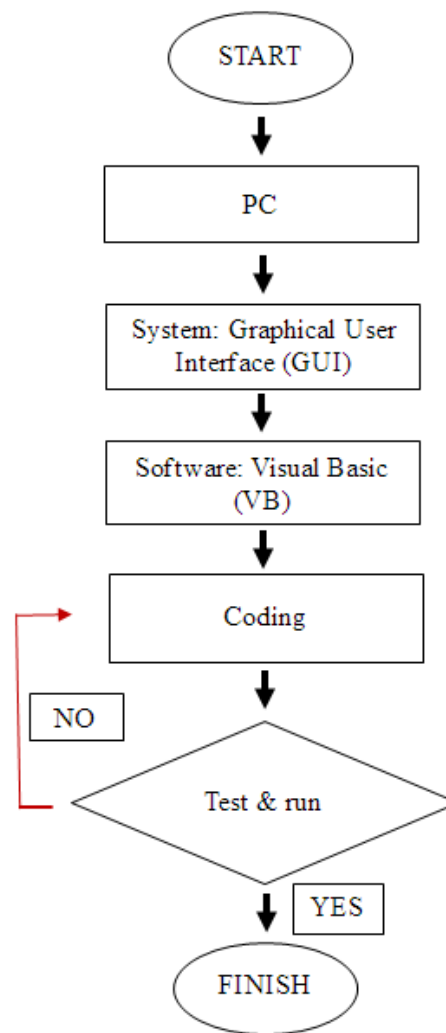 START
PC
System: Graphical User
Interface (GUI)
Software: Visual Basic
(VB)
Coding
NO
Test & run
YES
FINISH